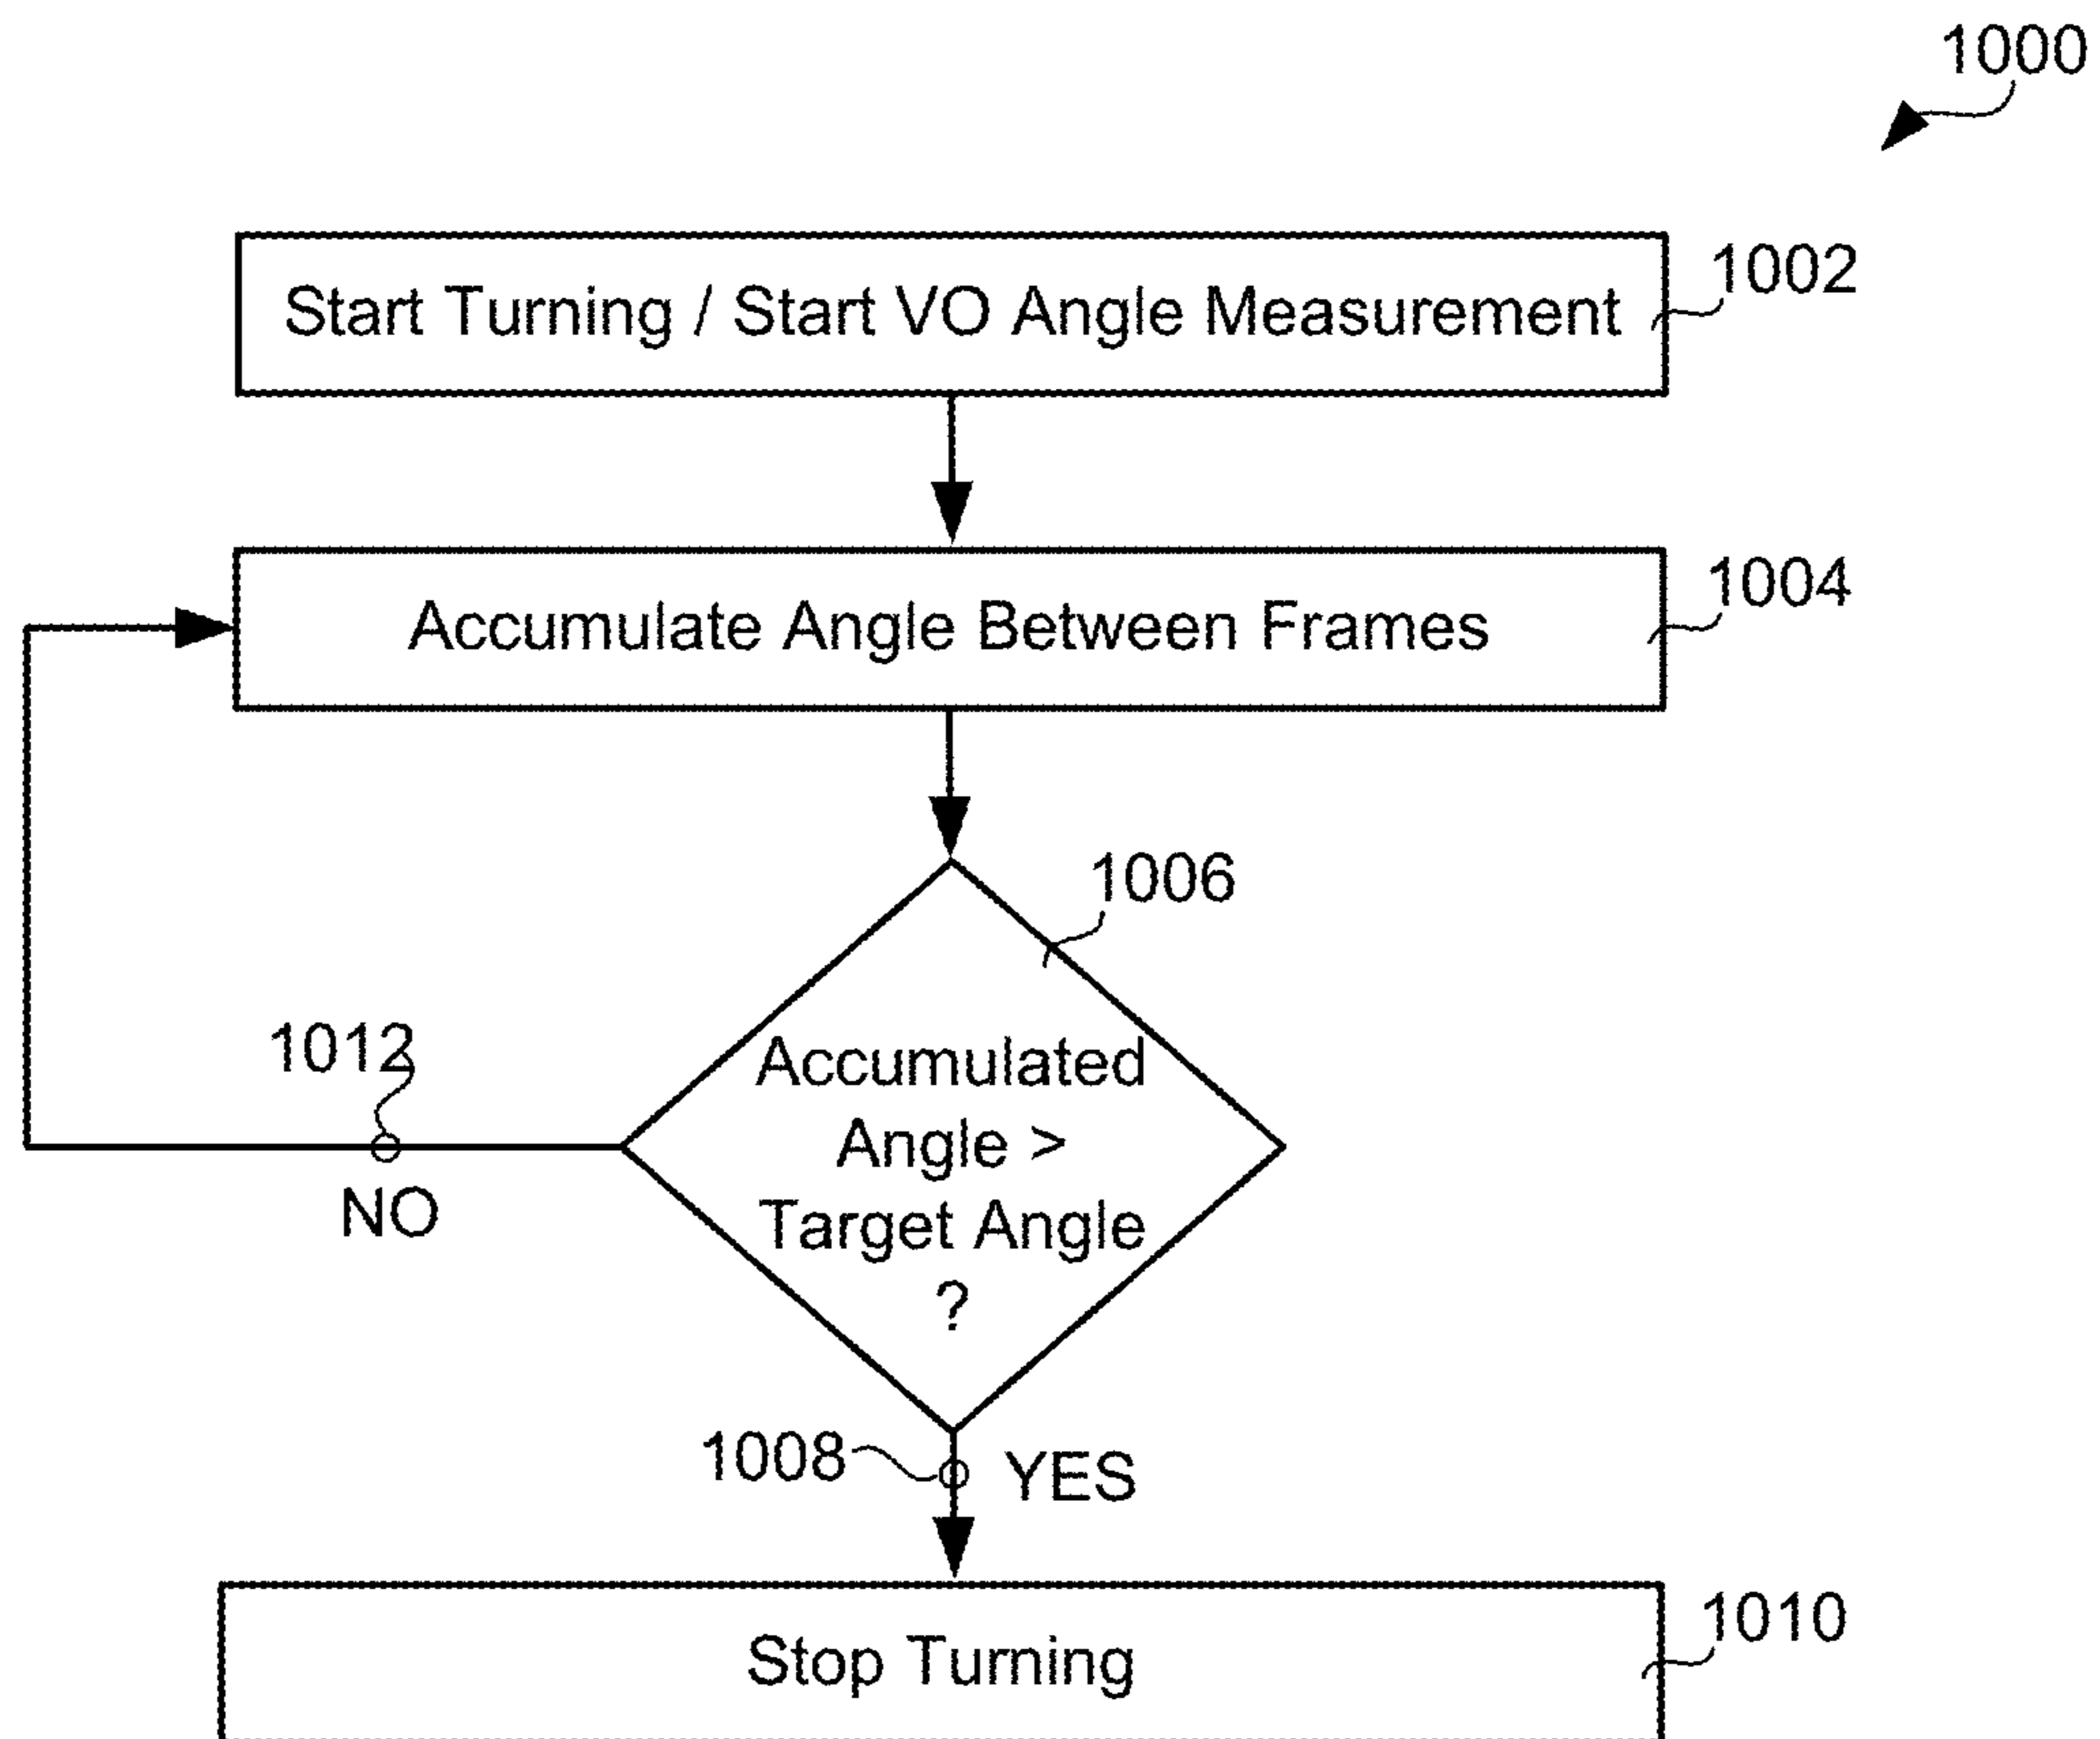 1000
Start Turning / Start VO Angle Measurement
1002
Accumulate Angle Between Frames
1004
1006
Accumulated
Angle >
Target Angle
?
1012
NO
1008
YES
Stop Turning
1010